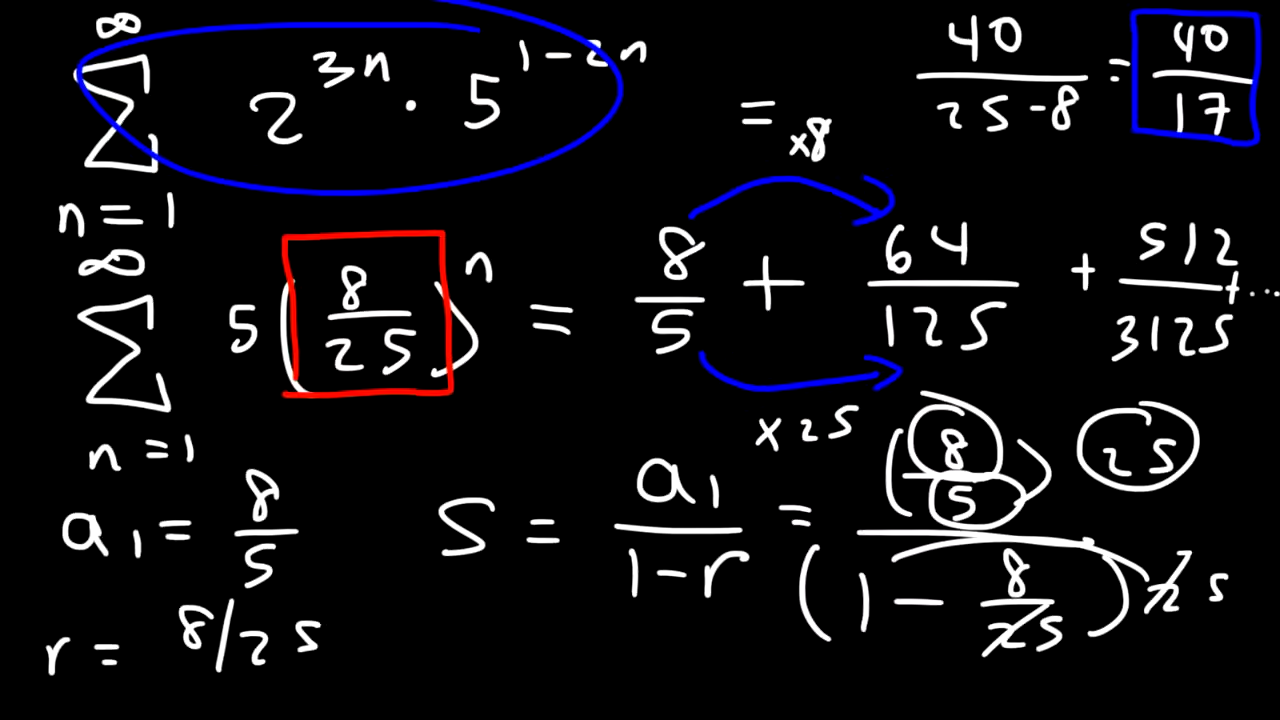 ∞
∑ 2^{3n} · 5^{1-2n}
n = 1
= 40/(25 - 8) = 40/17
×8
∞
∑ 5(8/25)^n = 8/5 + 64/125 + 512/3125 + ...
n = 1
×25
a₁ = 8/5
r = 8/25
S = a₁/(1 - r) = (8/5) 25/(1 - 8/25) 25